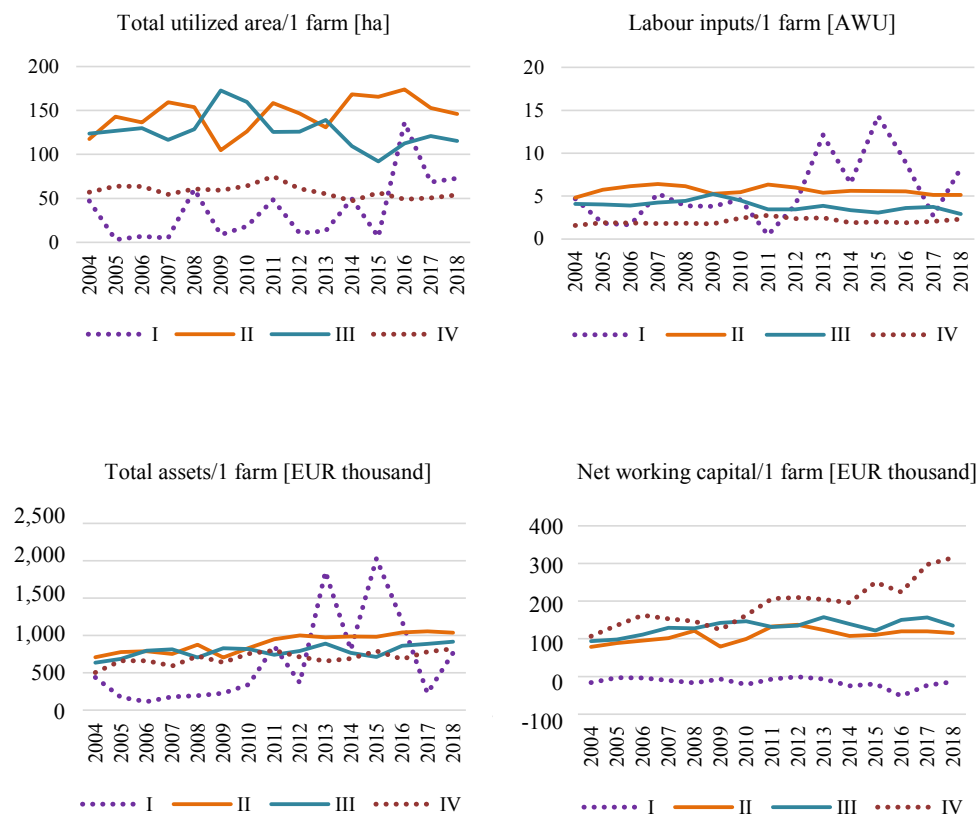 Total utilized area/1 farm [ha]
200
150
100
50
0
2004 2005 2006 2007 2008 2009 2010 2011 2012 2013 2014 2015 2016 2017 2018
I II III IV
Labour inputs/1 farm [AWU]
20
15
10
5
0
2004 2005 2006 2007 2008 2009 2010 2011 2012 2013 2014 2015 2016 2017 2018
I II III IV
Total assets/1 farm [EUR thousand]
2,500
2,000
1,500
1,000
500
0
2004 2005 2006 2007 2008 2009 2010 2011 2012 2013 2014 2015 2016 2017 2018
I II III IV
Net working capital/1 farm [EUR thousand]
400
300
200
100
0
-100
2004 2005 2006 2007 2008 2009 2010 2011 2012 2013 2014 2015 2016 2017 2018
I II III IV